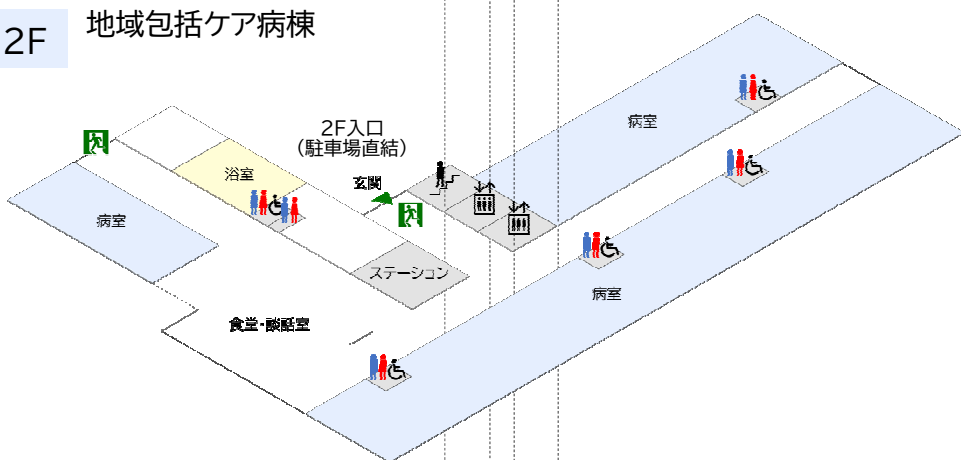 2F
地域包括ケア病棟
2F入口
(駐車場直結)
病室
浴室
玄関
病室
ステーション
病室
食堂・談話室